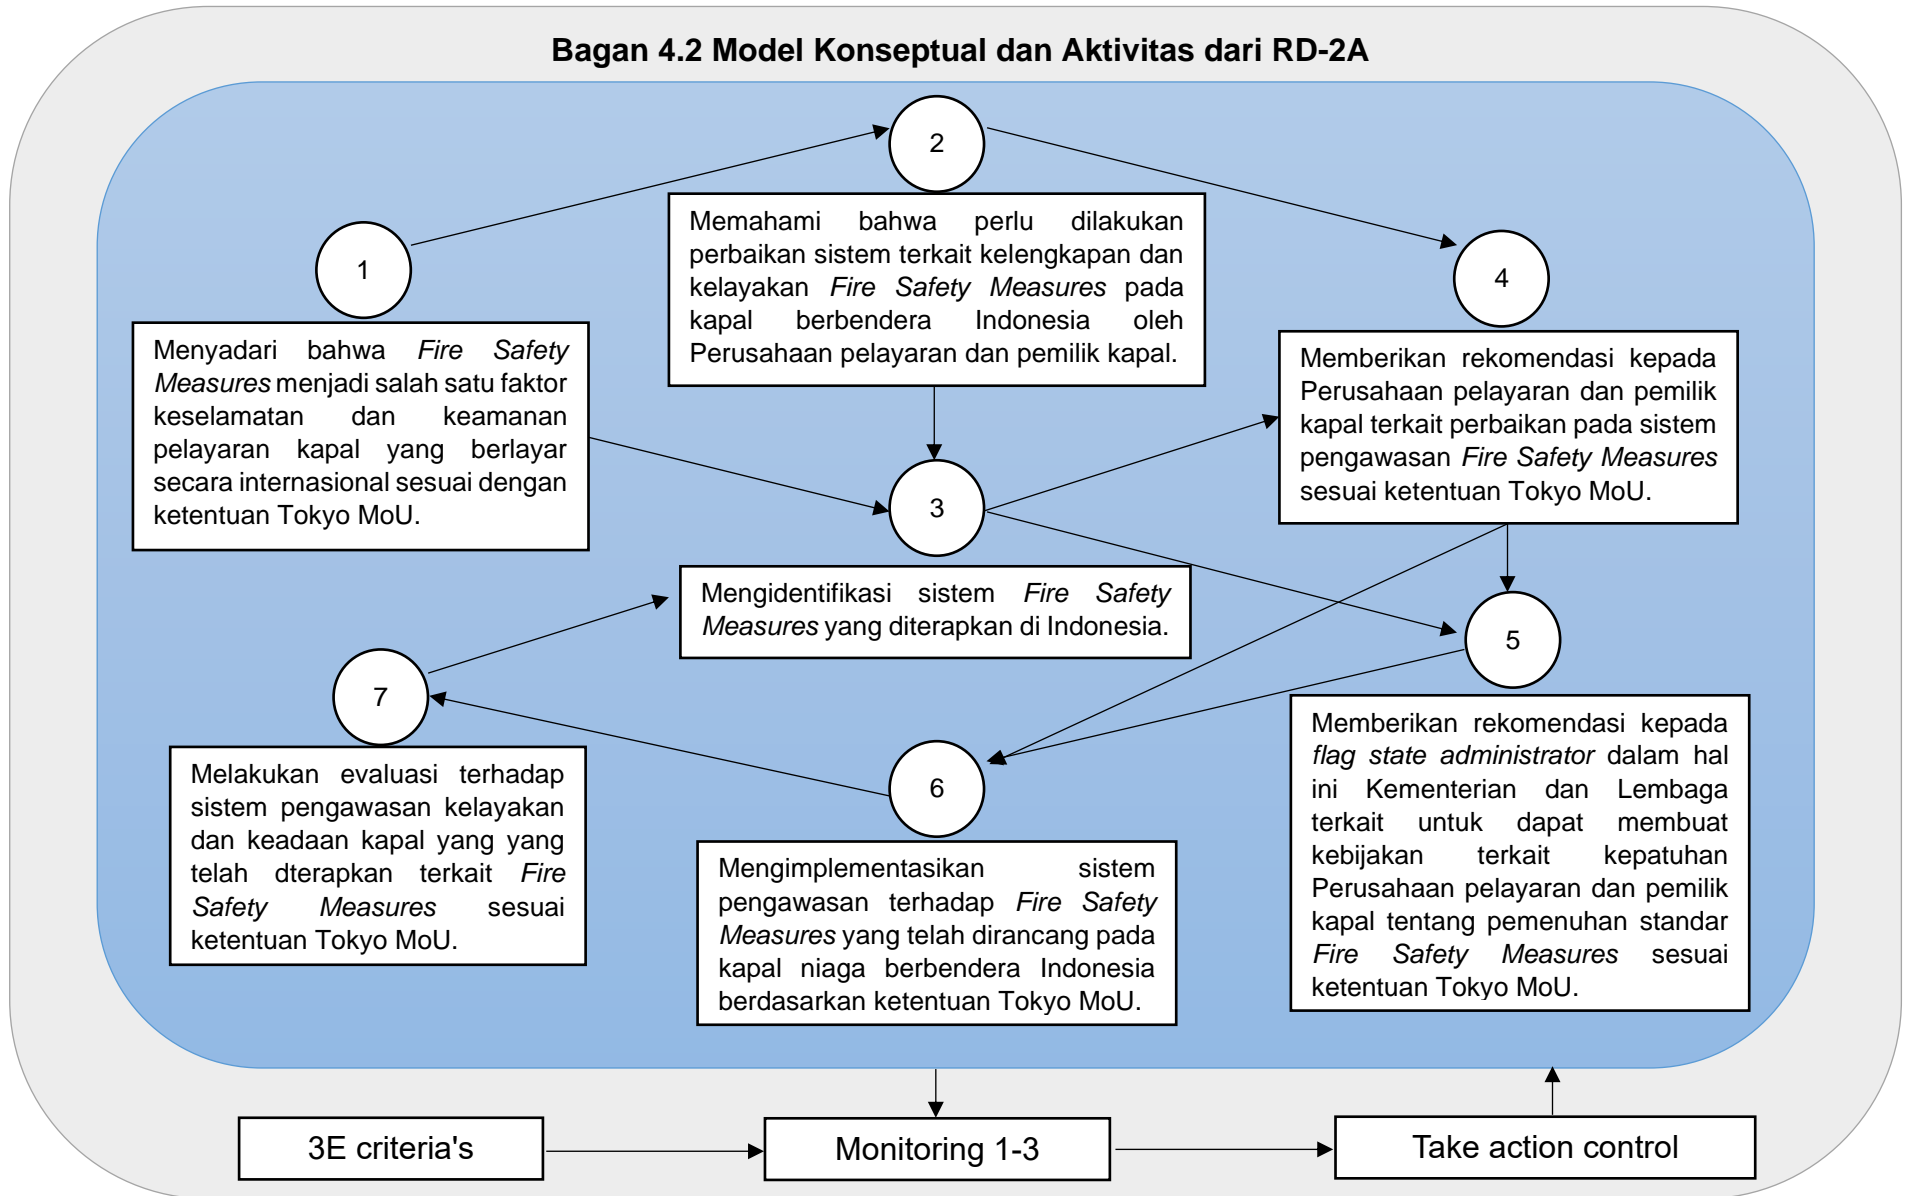 Bagan 4.2 Model Konseptual dan Aktivitas dari RD-2A
1
Menyadari bahwa Fire Safety
Measures menjadi salah satu faktor
keselamatan dan keamanan
pelayaran kapal yang berlayar
secara internasional sesuai dengan
ketentuan Tokyo MoU.
2
Memahami bahwa perlu dilakukan
perbaikan sistem terkait kelengkapan dan
kelayakan Fire Safety Measures pada
kapal berbendera Indonesia oleh
Perusahaan pelayaran dan pemilik kapal.
3
Mengidentifikasi sistem Fire Safety
Measures yang diterapkan di Indonesia.
4
Memberikan rekomendasi kepada
Perusahaan pelayaran dan pemilik
kapal terkait perbaikan pada sistem
pengawasan Fire Safety Measures
sesuai ketentuan Tokyo MoU.
5
Memberikan rekomendasi kepada
flag state administrator dalam hal
ini Kementerian dan Lembaga
terkait untuk dapat membuat
kebijakan terkait kepatuhan
Perusahaan pelayaran dan pemilik
kapal tentang pemenuhan standar
Fire Safety Measures sesuai
ketentuan Tokyo MoU.
6
Mengimplementasikan sistem
pengawasan terhadap Fire Safety
Measures yang telah dirancang pada
kapal niaga berbendera Indonesia
berdasarkan ketentuan Tokyo MoU.
7
Melakukan evaluasi terhadap
sistem pengawasan kelayakan
dan keadaan kapal yang yang
telah dterapkan terkait Fire
Safety Measures sesuai
ketentuan Tokyo MoU.
3E criteria's
Monitoring 1-3
Take action control